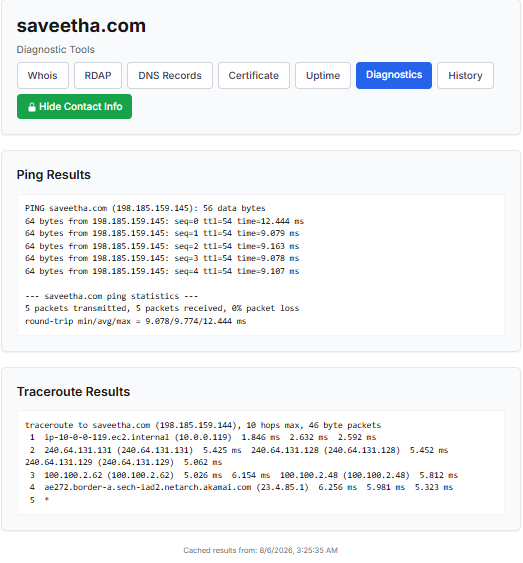 saveetha.com
Diagnostic Tools
Whois RDAP DNS Records Certificate Uptime Diagnostics History
Hide Contact Info
Ping Results
PING saveetha.com (198.185.159.145): 56 data bytes
64 bytes from 198.185.159.145: seq=0 ttl=54 time=12.444 ms
64 bytes from 198.185.159.145: seq=1 ttl=54 time=9.079 ms
64 bytes from 198.185.159.145: seq=2 ttl=54 time=9.163 ms
64 bytes from 198.185.159.145: seq=3 ttl=54 time=9.078 ms
64 bytes from 198.185.159.145: seq=4 ttl=54 time=9.107 ms
--- saveetha.com ping statistics ---
5 packets transmitted, 5 packets received, 0% packet loss
round-trip min/avg/max = 9.078/9.774/12.444 ms
Traceroute Results
traceroute to saveetha.com (198.185.159.144), 10 hops max, 46 byte packets
1 ip-10-0-0-119.ec2.internal (10.0.0.119) 1.846 ms 2.632 ms 2.592 ms
2 240.64.131.131 (240.64.131.131) 5.425 ms 240.64.131.128 (240.64.131.128) 5.452 ms
240.64.131.129 (240.64.131.129) 5.062 ms
3 100.100.2.62 (100.100.2.62) 5.026 ms 6.154 ms 100.100.2.48 (100.100.2.48) 5.812 ms
4 ae272.border-a.sech-iad2.netarch.akamai.com (23.4.85.1) 6.256 ms 5.981 ms 5.323 ms
5 *
Cached results from: 8/6/2026, 3:25:35 AM